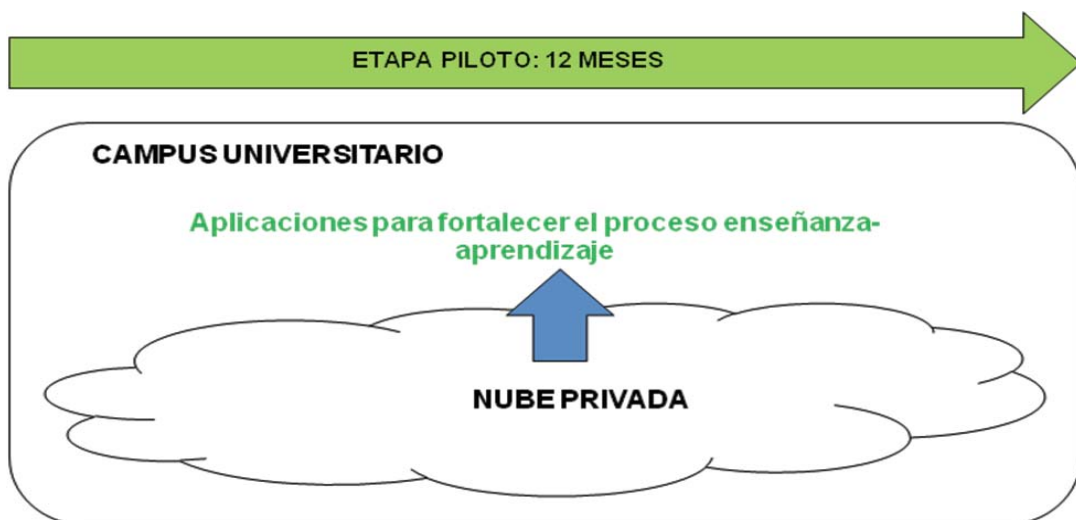 ETAPA PILOTO: 12 MESES
CAMPUS UNIVERSITARIO
Aplicaciones para fortalecer el proceso enseñanza-
aprendizaje
NUBE PRIVADA